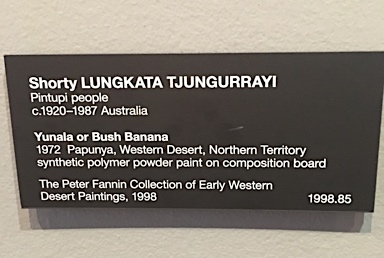 Shorty LUNGKATA TJUNGURRAYI
Pintupi people
c.1920–1987 Australia
Yunala or Bush Banana
1972 Papunya, Western Desert, Northern Territory
synthetic polymer powder paint on composition board
The Peter Fannin Collection of Early Western
Desert Paintings, 1998
1998.85